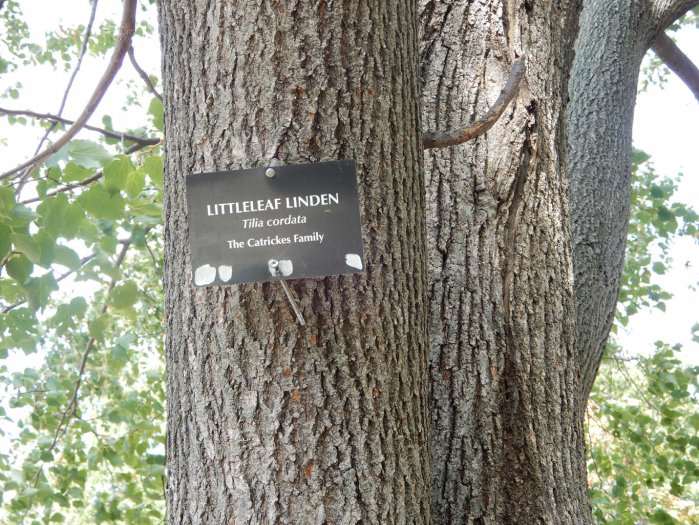 LITTLELEAF LINDEN
Tilia cordata
The Catrickes Family